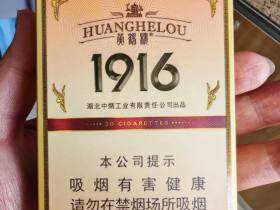 HUANGHELOU
黄鹤楼
1916
湖北中烟工业有限责任公司出品
20 CIGARETTES
本公司提示
吸烟有害健康
请勿在禁烟场所吸烟